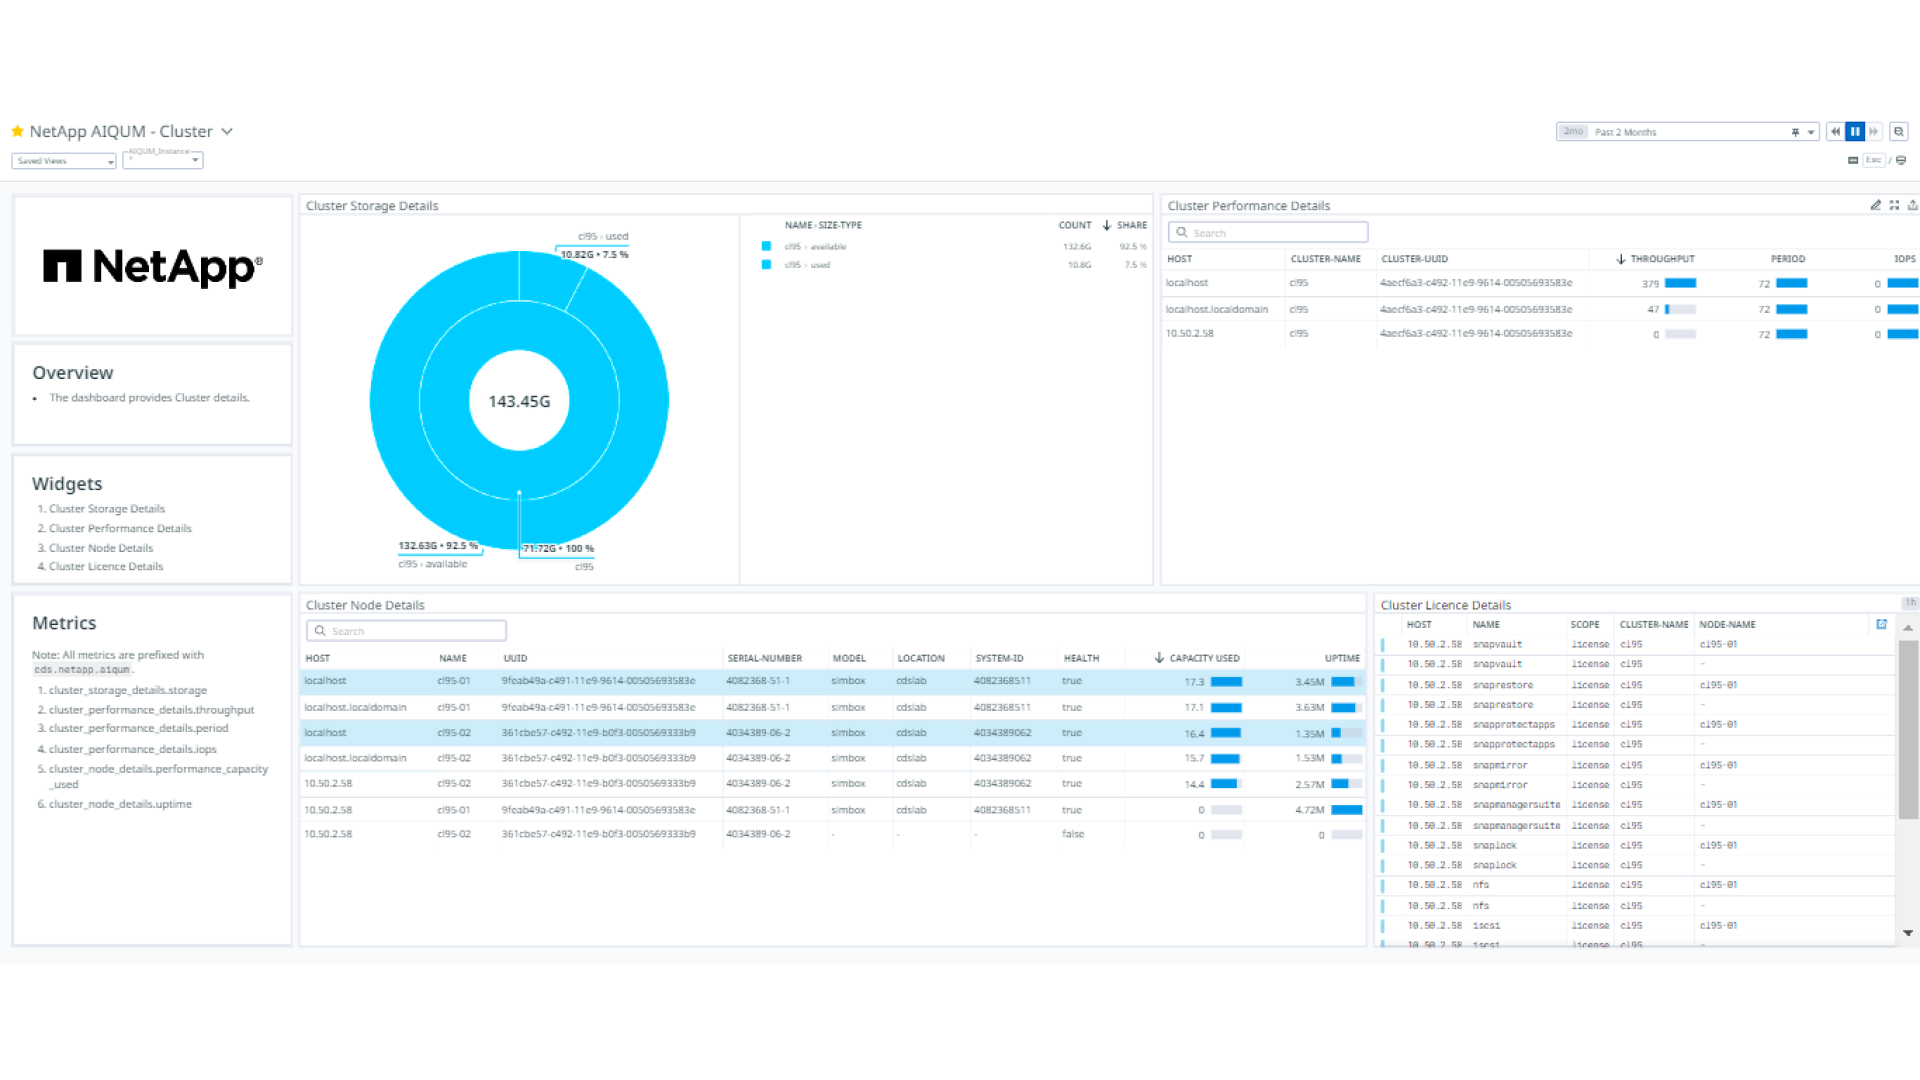 NetApp AIQUM - Cluster
Saved Views
AIQUM_Instance
*
2mo Past 2 Months
Esc /
NetApp®
Overview
• The dashboard provides Cluster details.
Widgets
1. Cluster Storage Details
2. Cluster Performance Details
3. Cluster Node Details
4. Cluster Licence Details
Metrics
Note: All metrics are prefixed with
cds.netapp.aiqum.
1. cluster_storage_details.storage
2. cluster_performance_details.throughput
3. cluster_performance_details.period
4. cluster_performance_details.iops
5. cluster_node_details.performance_capacity
_used
6. cluster_node_details.uptime
Cluster Storage Details
cl95 › used
10.82G • 7.5 %
143.45G
132.63G • 92.5 %
cl95 › available
71.72G • 100 %
cl95
NAME › SIZE-TYPE COUNT ↓ SHARE
cl95 › available 132.6G 92.5 %
cl95 › used 10.8G 7.5 %
Cluster Performance Details
Search
HOST CLUSTER-NAME CLUSTER-UUID ↓ THROUGHPUT PERIOD IOPS
localhost cl95 4aecf6a3-c492-11e9-9614-00505693583e 379 72 0
localhost.localdomain cl95 4aecf6a3-c492-11e9-9614-00505693583e 47 72 0
10.50.2.58 cl95 4aecf6a3-c492-11e9-9614-00505693583e 0 72 0
Cluster Node Details
Search
HOST NAME UUID SERIAL-NUMBER MODEL LOCATION SYSTEM-ID HEALTH ↓ CAPACITY USED UPTIME
localhost cl95-01 9feab49a-c491-11e9-9614-00505693583e 4082368-51-1 simbox cdslab 4082368511 true 17.3 3.45M
localhost.localdomain cl95-01 9feab49a-c491-11e9-9614-00505693583e 4082368-51-1 simbox cdslab 4082368511 true 17.1 3.63M
localhost cl95-02 361cbe57-c492-11e9-b0f3-0050569333b9 4034389-06-2 simbox cdslab 4034389062 true 16.4 1.35M
localhost.localdomain cl95-02 361cbe57-c492-11e9-b0f3-0050569333b9 4034389-06-2 simbox cdslab 4034389062 true 15.7 1.53M
10.50.2.58 cl95-02 361cbe57-c492-11e9-b0f3-0050569333b9 4034389-06-2 simbox cdslab 4034389062 true 14.4 2.57M
10.50.2.58 cl95-01 9feab49a-c491-11e9-9614-00505693583e 4082368-51-1 simbox cdslab 4082368511 true 0 4.72M
10.50.2.58 cl95-02 361cbe57-c492-11e9-b0f3-0050569333b9 4034389-06-2 - - - false 0 0
Cluster Licence Details
1h
HOST NAME SCOPE CLUSTER-NAME NODE-NAME
10.50.2.58 snapvault license cl95 cl95-01
10.50.2.58 snapvault license cl95 -
10.50.2.58 snaprestore license cl95 cl95-01
10.50.2.58 snaprestore license cl95 -
10.50.2.58 snapprotectapps license cl95 cl95-01
10.50.2.58 snapprotectapps license cl95 -
10.50.2.58 snapmirror license cl95 cl95-01
10.50.2.58 snapmirror license cl95 -
10.50.2.58 snapmanagersuite license cl95 cl95-01
10.50.2.58 snapmanagersuite license cl95 -
10.50.2.58 snaplock license cl95 cl95-01
10.50.2.58 snaplock license cl95 -
10.50.2.58 nfs license cl95 cl95-01
10.50.2.58 nfs license cl95 -
10.50.2.58 iscsi license cl95 cl95-01
10.50.2.58 iscsi license cl95 -